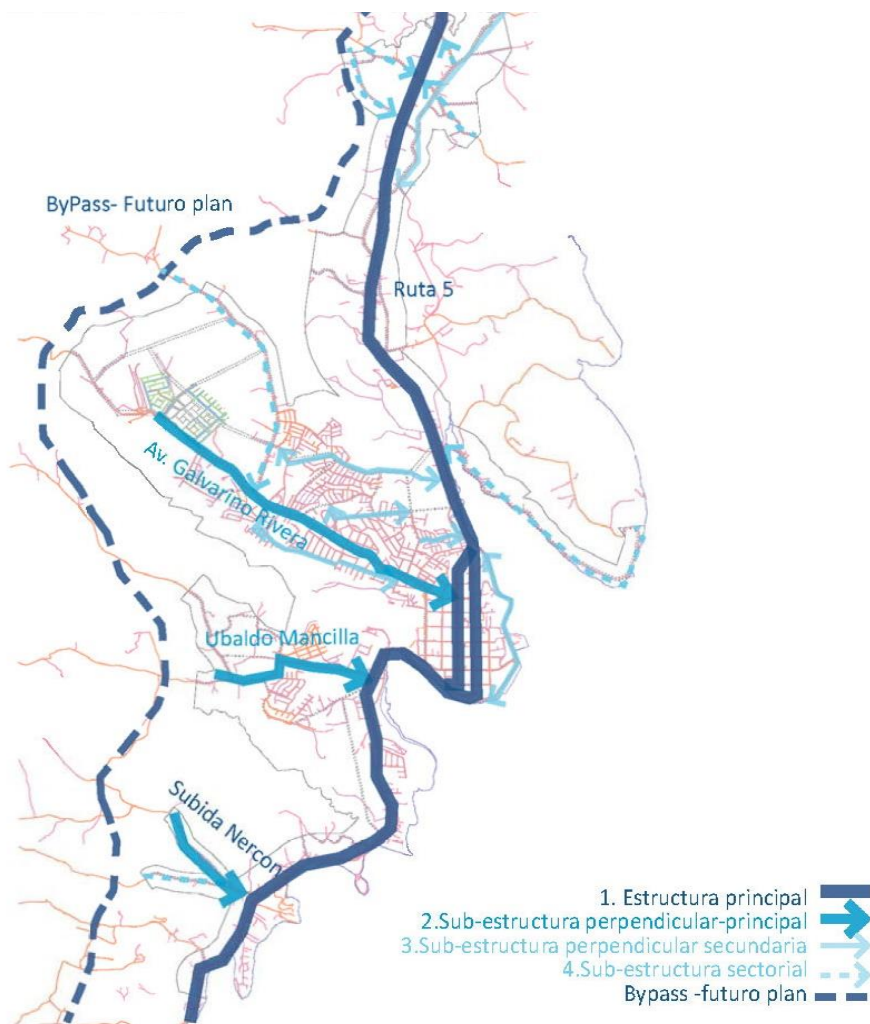 ByPass- Futuro plan
Ruta 5
Av. Galvarino Rivera
Ubaldo Mancilla
Subida Nercon
1. Estructura principal
2.Sub-estructura perpendicular-principal
3.Sub-estructura perpendicular secundaria
4.Sub-estructura sectorial
Bypass -futuro plan